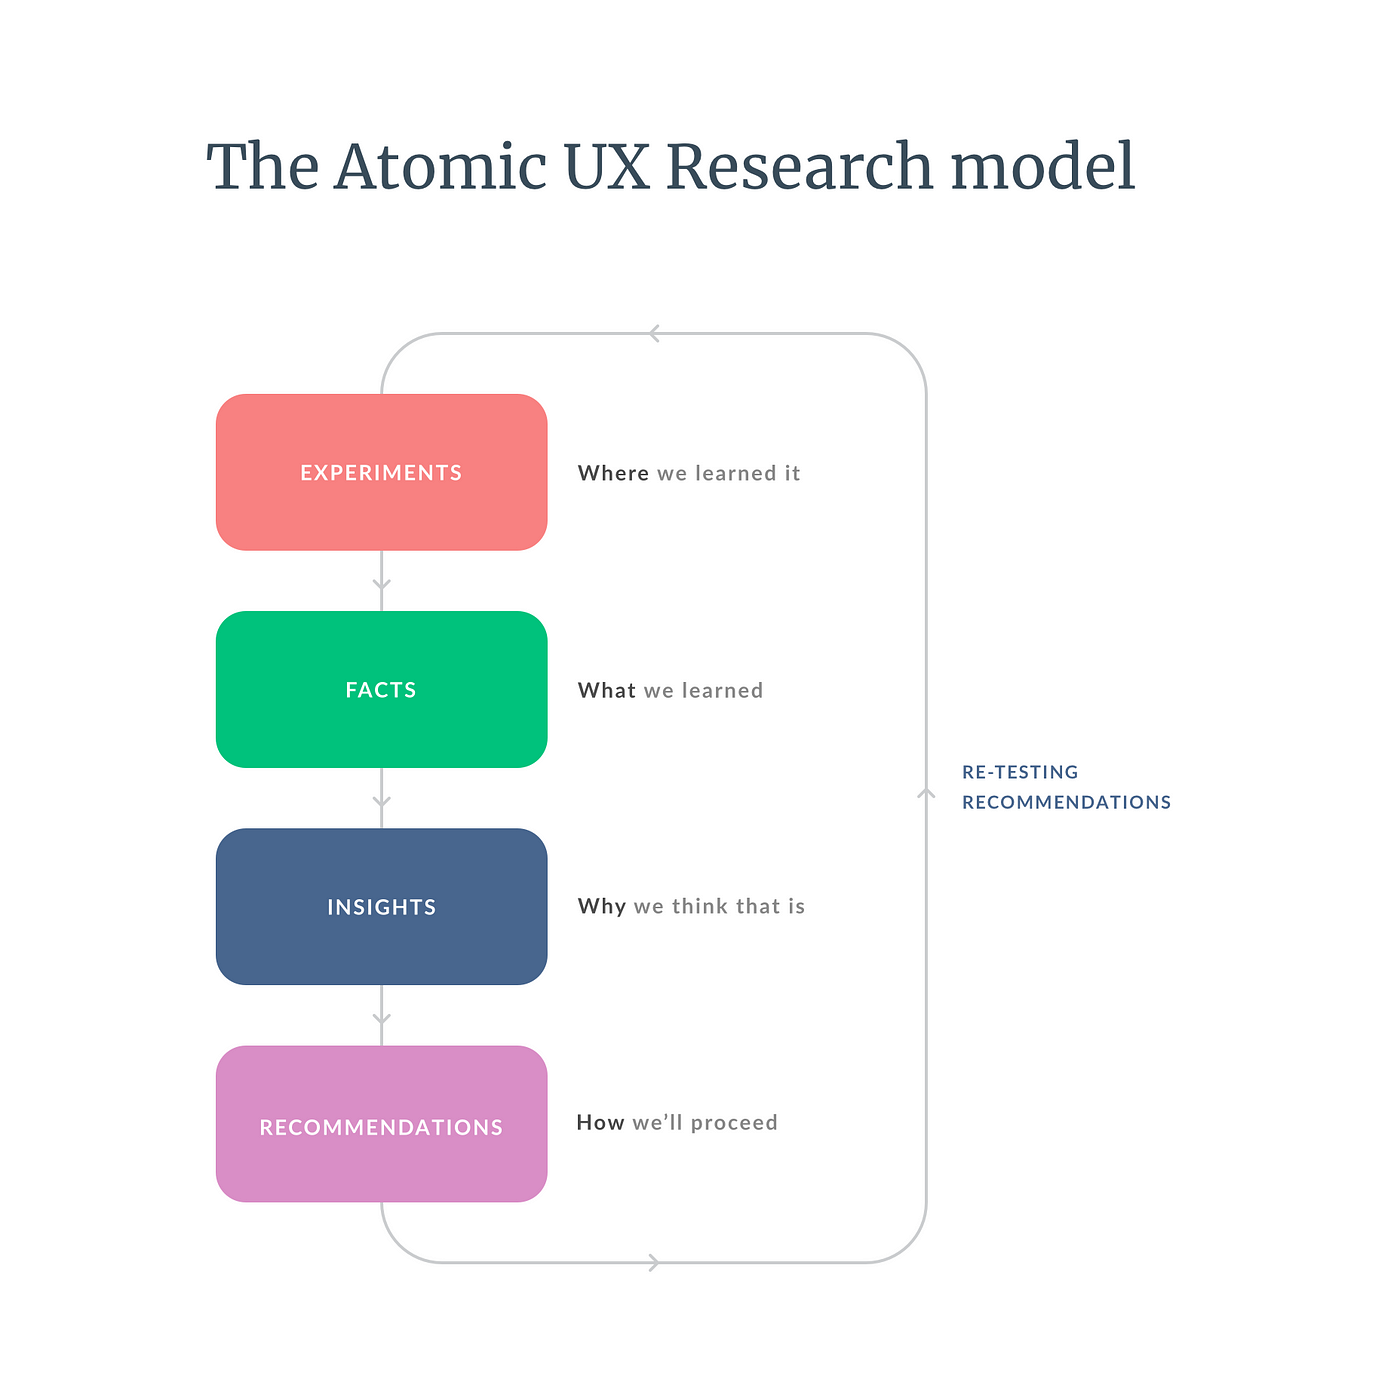 The Atomic UX Research model
EXPERIMENTS
Where we learned it
FACTS
What we learned
RE-TESTING
RECOMMENDATIONS
INSIGHTS
Why we think that is
RECOMMENDATIONS
How we’ll proceed